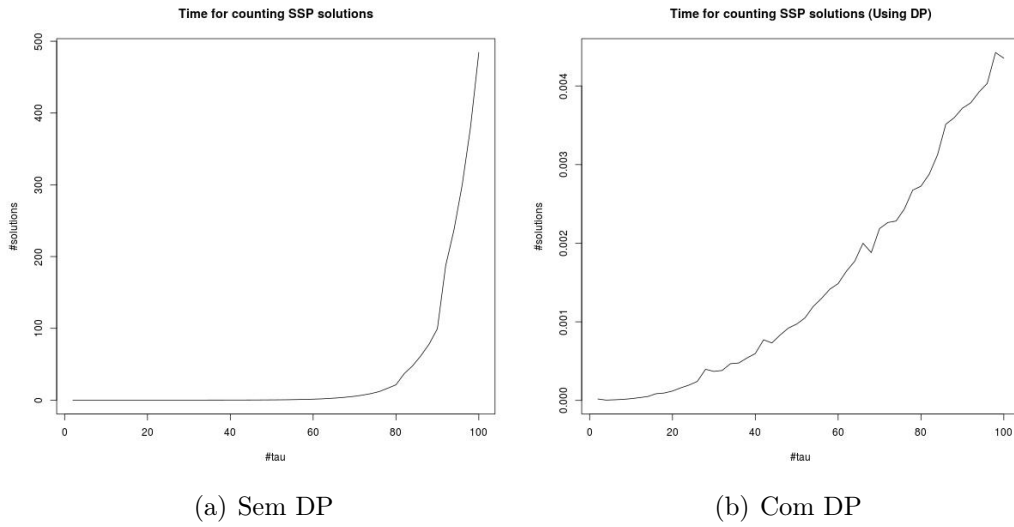 Time for counting SSP solutions
#solutions
500
400
300
200
100
0
0 20 40 60 80 100
#tau
(a) Sem DP
Time for counting SSP solutions (Using DP)
#solutions
0.004
0.003
0.002
0.001
0.000
0 20 40 60 80 100
#tau
(b) Com DP